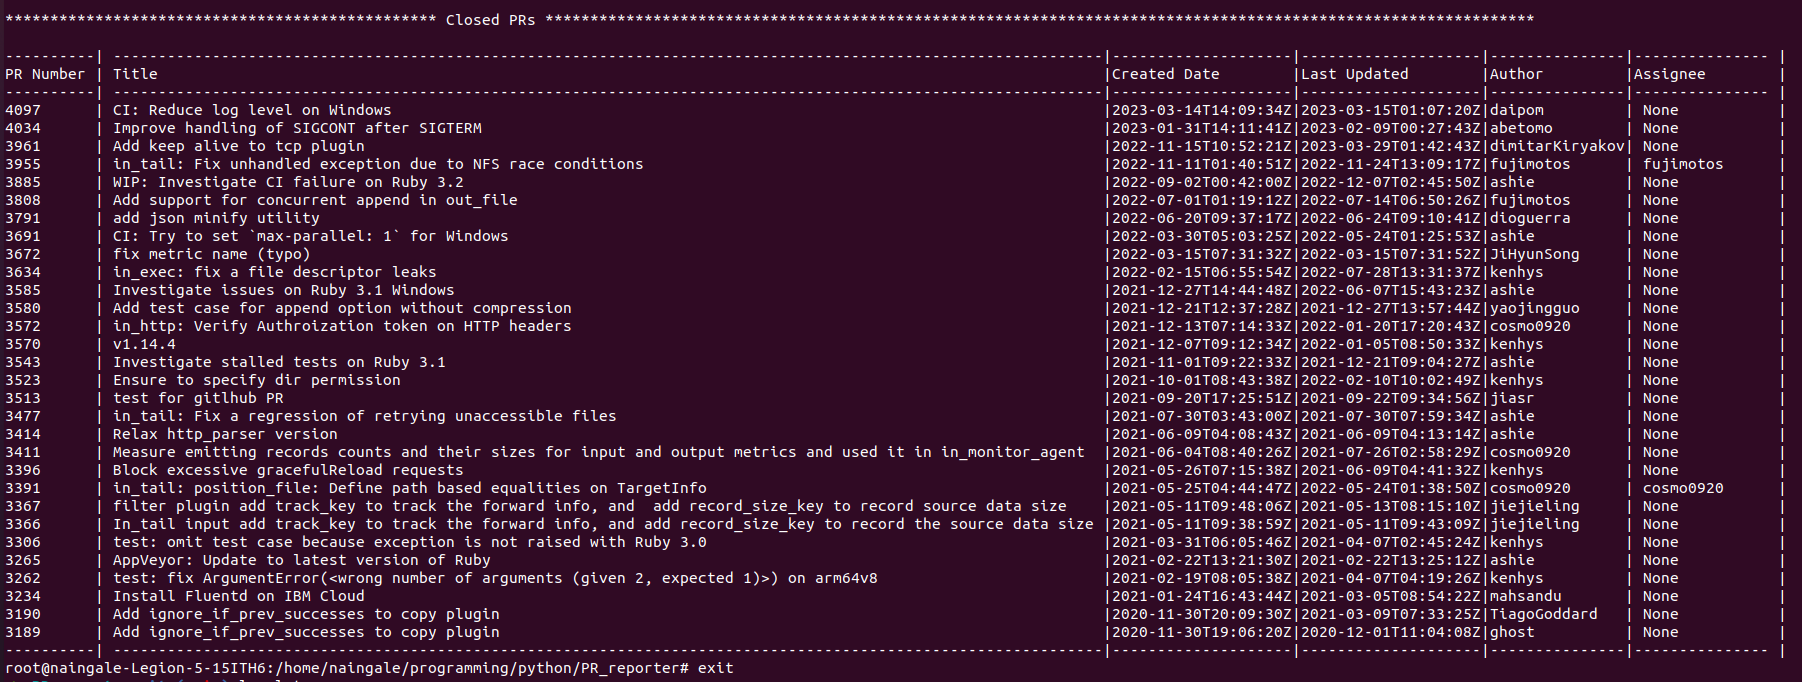 ************************************************ Closed PRs **************************************************************************************************************
----------| --------------------------------------------------------------------------------------------------------------|--------------------|--------------------|---------------|--------------- |
PR Number | Title |Created Date |Last Updated |Author |Assignee |
----------| --------------------------------------------------------------------------------------------------------------|--------------------|--------------------|---------------|--------------- |
4097 | CI: Reduce log level on Windows |2023-03-14T14:09:34Z|2023-03-15T01:07:20Z|daipom | None |
4034 | Improve handling of SIGCONT after SIGTERM |2023-01-31T14:11:41Z|2023-02-09T00:27:43Z|abetomo | None |
3961 | Add keep alive to tcp plugin |2022-11-15T10:52:21Z|2023-03-29T01:42:43Z|dimitarKiryakov| None |
3955 | in_tail: Fix unhandled exception due to NFS race conditions |2022-11-11T01:40:51Z|2022-11-24T13:09:17Z|fujimotos | fujimotos |
3885 | WIP: Investigate CI failure on Ruby 3.2 |2022-09-02T00:42:00Z|2022-12-07T02:45:50Z|ashie | None |
3808 | Add support for concurrent append in out_file |2022-07-01T01:19:12Z|2022-07-14T06:50:26Z|fujimotos | None |
3791 | add json minify utility |2022-06-20T09:37:17Z|2022-06-24T09:10:41Z|dioguerra | None |
3691 | CI: Try to set `max-parallel: 1` for Windows |2022-03-30T05:03:25Z|2022-05-24T01:25:53Z|ashie | None |
3672 | fix metric name (typo) |2022-03-15T07:31:32Z|2022-03-15T07:31:52Z|JiHyunSong | None |
3634 | in_exec: fix a file descriptor leaks |2022-02-15T06:55:54Z|2022-07-28T13:31:37Z|kenhys | None |
3585 | Investigate issues on Ruby 3.1 Windows |2021-12-27T14:44:48Z|2022-06-07T15:43:23Z|ashie | None |
3580 | Add test case for append option without compression |2021-12-21T12:37:28Z|2021-12-27T13:57:44Z|yaojingguo | None |
3572 | in_http: Verify Authroization token on HTTP headers |2021-12-13T07:14:33Z|2022-01-20T17:20:43Z|cosmo0920 | None |
3570 | v1.14.4 |2021-12-07T09:12:34Z|2022-01-05T08:50:33Z|kenhys | None |
3543 | Investigate stalled tests on Ruby 3.1 |2021-11-01T09:22:33Z|2021-12-21T09:04:27Z|ashie | None |
3523 | Ensure to specify dir permission |2021-10-01T08:43:38Z|2022-02-10T10:02:49Z|kenhys | None |
3513 | test for gitlhub PR |2021-09-20T17:25:51Z|2021-09-22T09:34:56Z|jiasr | None |
3477 | in_tail: Fix a regression of retrying unaccessible files |2021-07-30T03:43:00Z|2021-07-30T07:59:34Z|ashie | None |
3414 | Relax http_parser version |2021-06-09T04:08:43Z|2021-06-09T04:13:14Z|ashie | None |
3411 | Measure emitting records counts and their sizes for input and output metrics and used it in in_monitor_agent |2021-06-04T08:40:26Z|2021-07-26T02:58:29Z|cosmo0920 | None |
3396 | Block excessive gracefulReload requests |2021-05-26T07:15:38Z|2021-06-09T04:41:32Z|kenhys | None |
3391 | in_tail: position_file: Define path based equalities on TargetInfo |2021-05-25T04:44:47Z|2022-05-24T01:38:50Z|cosmo0920 | cosmo0920 |
3367 | filter plugin add track_key to track the forward info, and  add record_size_key to record source data size |2021-05-11T09:48:06Z|2021-05-13T08:15:10Z|jiejieling | None |
3366 | In_tail input add track_key to track the forward info, and add record_size_key to record the source data size |2021-05-11T09:38:59Z|2021-05-11T09:43:09Z|jiejieling | None |
3306 | test: omit test case because exception is not raised with Ruby 3.0 |2021-03-31T06:05:46Z|2021-04-07T02:45:24Z|kenhys | None |
3265 | AppVeyor: Update to latest version of Ruby |2021-02-22T13:21:30Z|2021-02-22T13:25:12Z|ashie | None |
3262 | test: fix ArgumentError(<wrong number of arguments (given 2, expected 1)>) on arm64v8 |2021-02-19T08:05:38Z|2021-04-07T04:19:26Z|kenhys | None |
3234 | Install Fluentd on IBM Cloud |2021-01-24T16:43:44Z|2021-03-05T08:54:22Z|mahsandu | None |
3190 | Add ignore_if_prev_successes to copy plugin |2020-11-30T20:09:30Z|2021-03-09T07:33:25Z|TiagoGoddard | None |
3189 | Add ignore_if_prev_successes to copy plugin |2020-11-30T19:06:20Z|2020-12-01T11:04:08Z|ghost | None |
----------| --------------------------------------------------------------------------------------------------------------|--------------------|--------------------|---------------|--------------- |
root@naingale-Legion-5-15ITH6:/home/naingale/programming/python/PR_reporter# exit